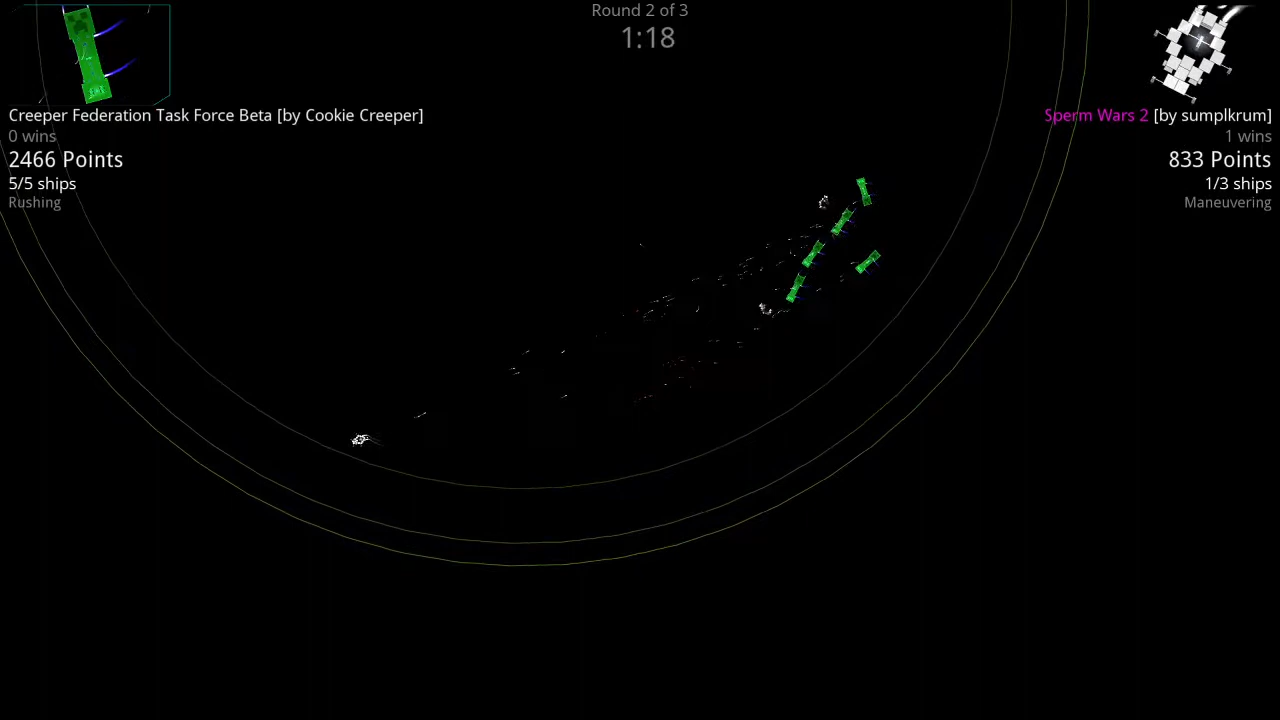 Round 2 of 3
1:18
Creeper Federation Task Force Beta [by Cookie Creeper]
0 wins
2466 Points
5/5 ships
Rushing
Sperm Wars 2 [by sumplkrum]
1 wins
833 Points
1/3 ships
Maneuvering